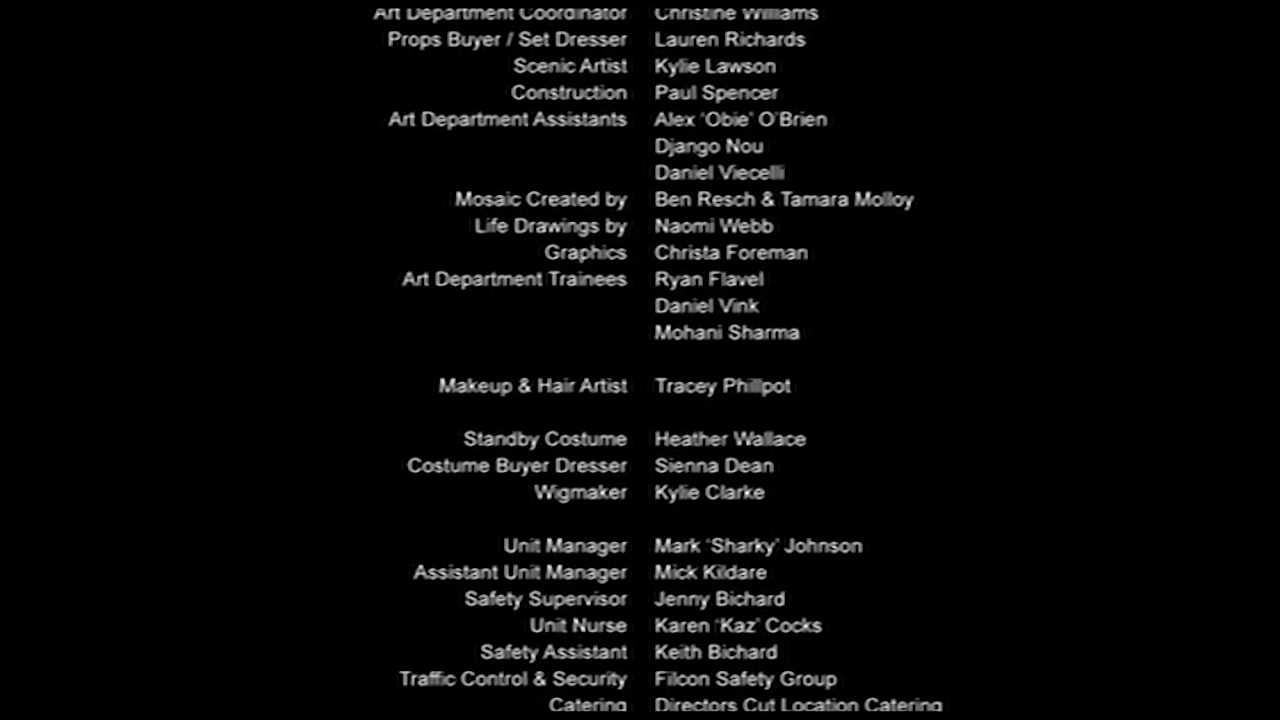 Art Department Coordinator Christine Williams
Props Buyer / Set Dresser Lauren Richards
Scenic Artist Kylie Lawson
Construction Paul Spencer
Art Department Assistants Alex ‘Obie’ O’Brien
Django Nou
Daniel Viecelli
Mosaic Created by Ben Resch & Tamara Molloy
Life Drawings by Naomi Webb
Graphics Christa Foreman
Art Department Trainees Ryan Flavel
Daniel Vink
Mohani Sharma
Makeup & Hair Artist Tracey Phillpot
Standby Costume Heather Wallace
Costume Buyer Dresser Sienna Dean
Wigmaker Kylie Clarke
Unit Manager Mark ‘Sharky’ Johnson
Assistant Unit Manager Mick Kildare
Safety Supervisor Jenny Bichard
Unit Nurse Karen ‘Kaz’ Cocks
Safety Assistant Keith Bichard
Traffic Control & Security Filcon Safety Group
Catering Directors Cut Location Catering